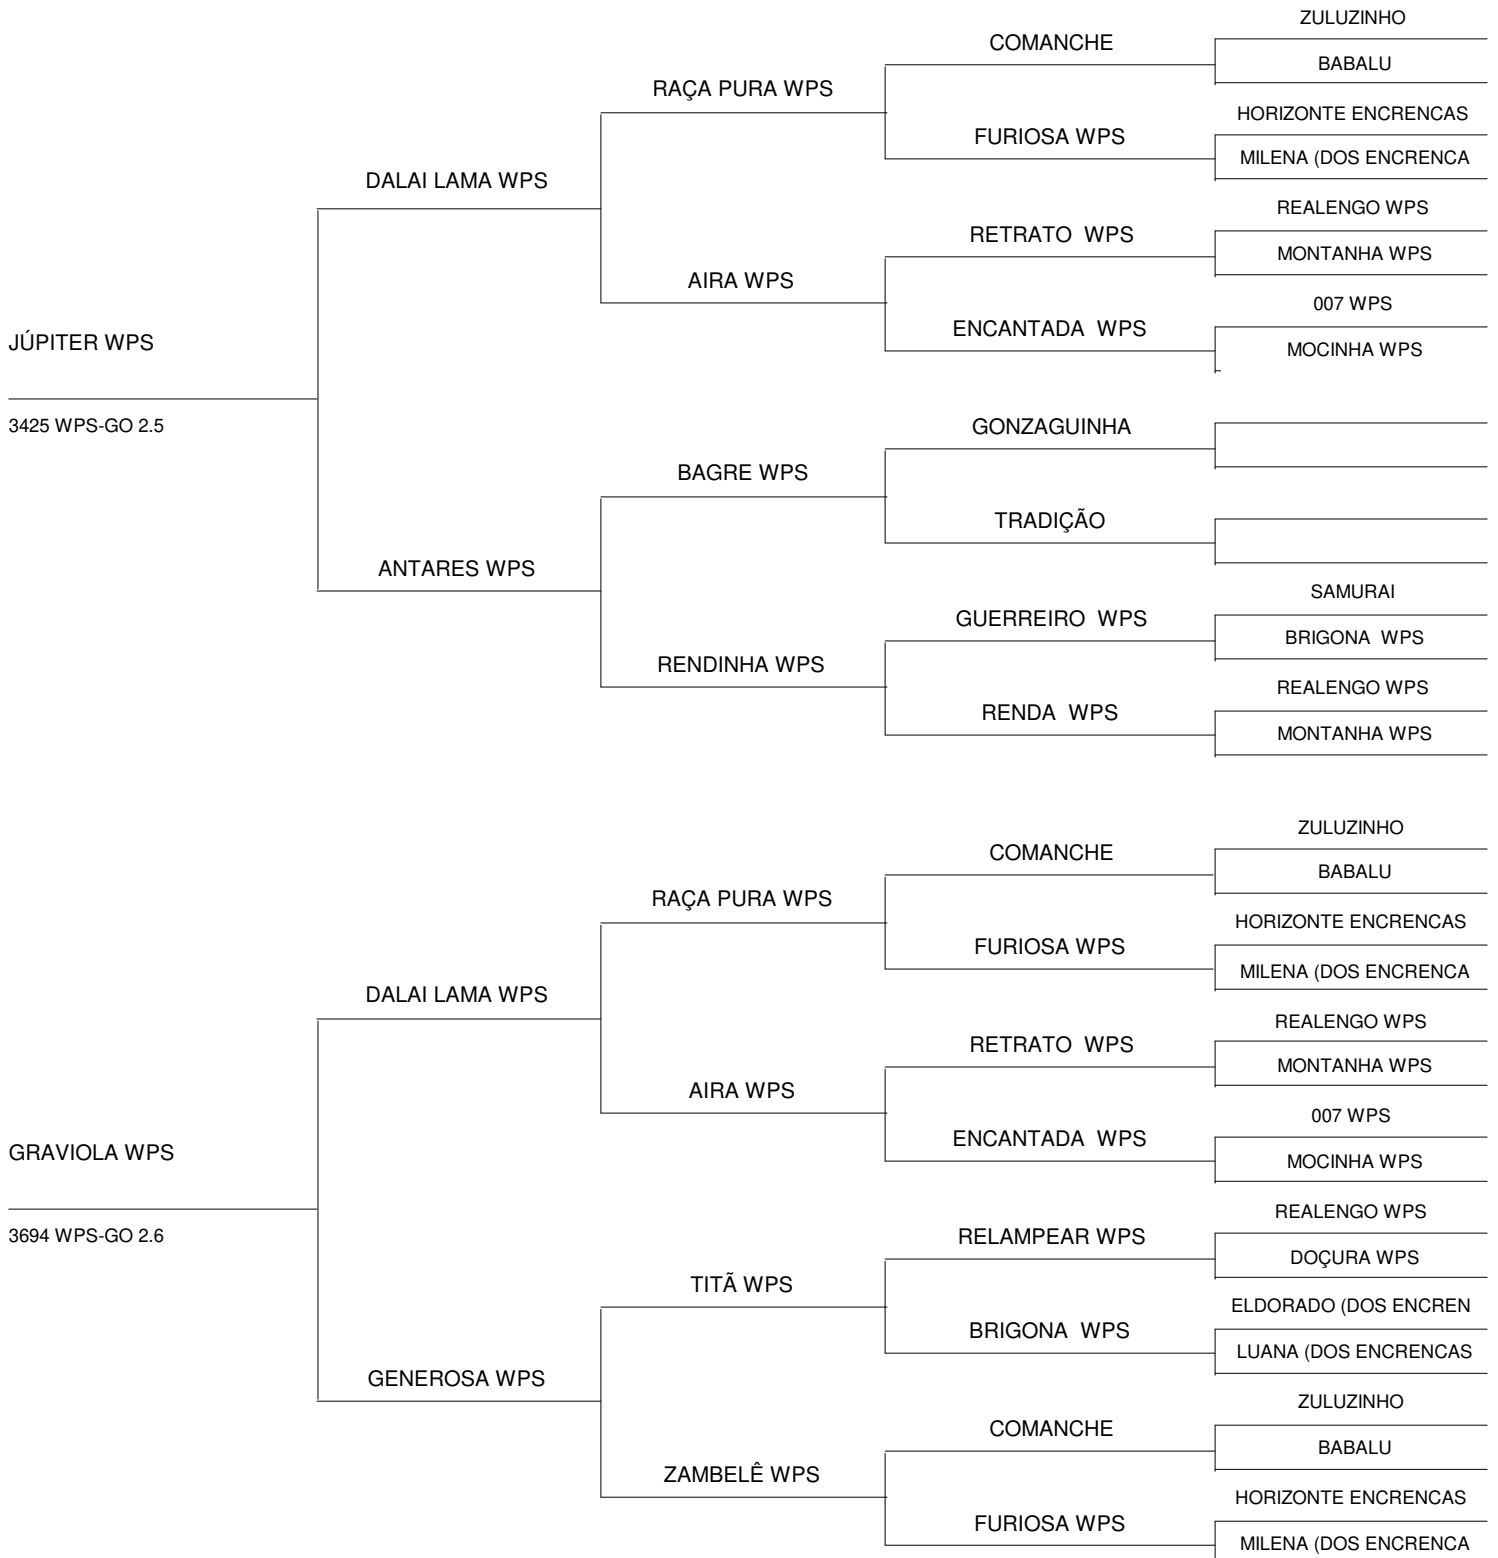 ZULUZINHO
COMANCHE
BABALU
RAÇA PURA WPS
HORIZONTE ENCRENCAS
FURIOSA WPS
MILENA (DOS ENCRENCA
DALAI LAMA WPS
REALENGO WPS
RETRATO WPS
MONTANHA WPS
AIRA WPS
007 WPS
ENCANTADA WPS
MOCINHA WPS
JÚPITER WPS
3425 WPS-GO 2.5
GONZAGUINHA
BAGRE WPS
TRADIÇÃO
ANTARES WPS
SAMURAI
GUERREIRO WPS
BRIGONA WPS
RENDINHA WPS
REALENGO WPS
RENDA WPS
MONTANHA WPS
ZULUZINHO
COMANCHE
BABALU
RAÇA PURA WPS
HORIZONTE ENCRENCAS
FURIOSA WPS
MILENA (DOS ENCRENCA
DALAI LAMA WPS
REALENGO WPS
RETRATO WPS
MONTANHA WPS
AIRA WPS
007 WPS
ENCANTADA WPS
MOCINHA WPS
GRAVIOLA WPS
3694 WPS-GO 2.6
REALENGO WPS
RELAMPEAR WPS
DOÇURA WPS
TITÃ WPS
ELDORADO (DOS ENCREN
BRIGONA WPS
LUANA (DOS ENCRENCAS
GENEROSA WPS
ZULUZINHO
COMANCHE
BABALU
ZAMBELÊ WPS
HORIZONTE ENCRENCAS
FURIOSA WPS
MILENA (DOS ENCRENCA